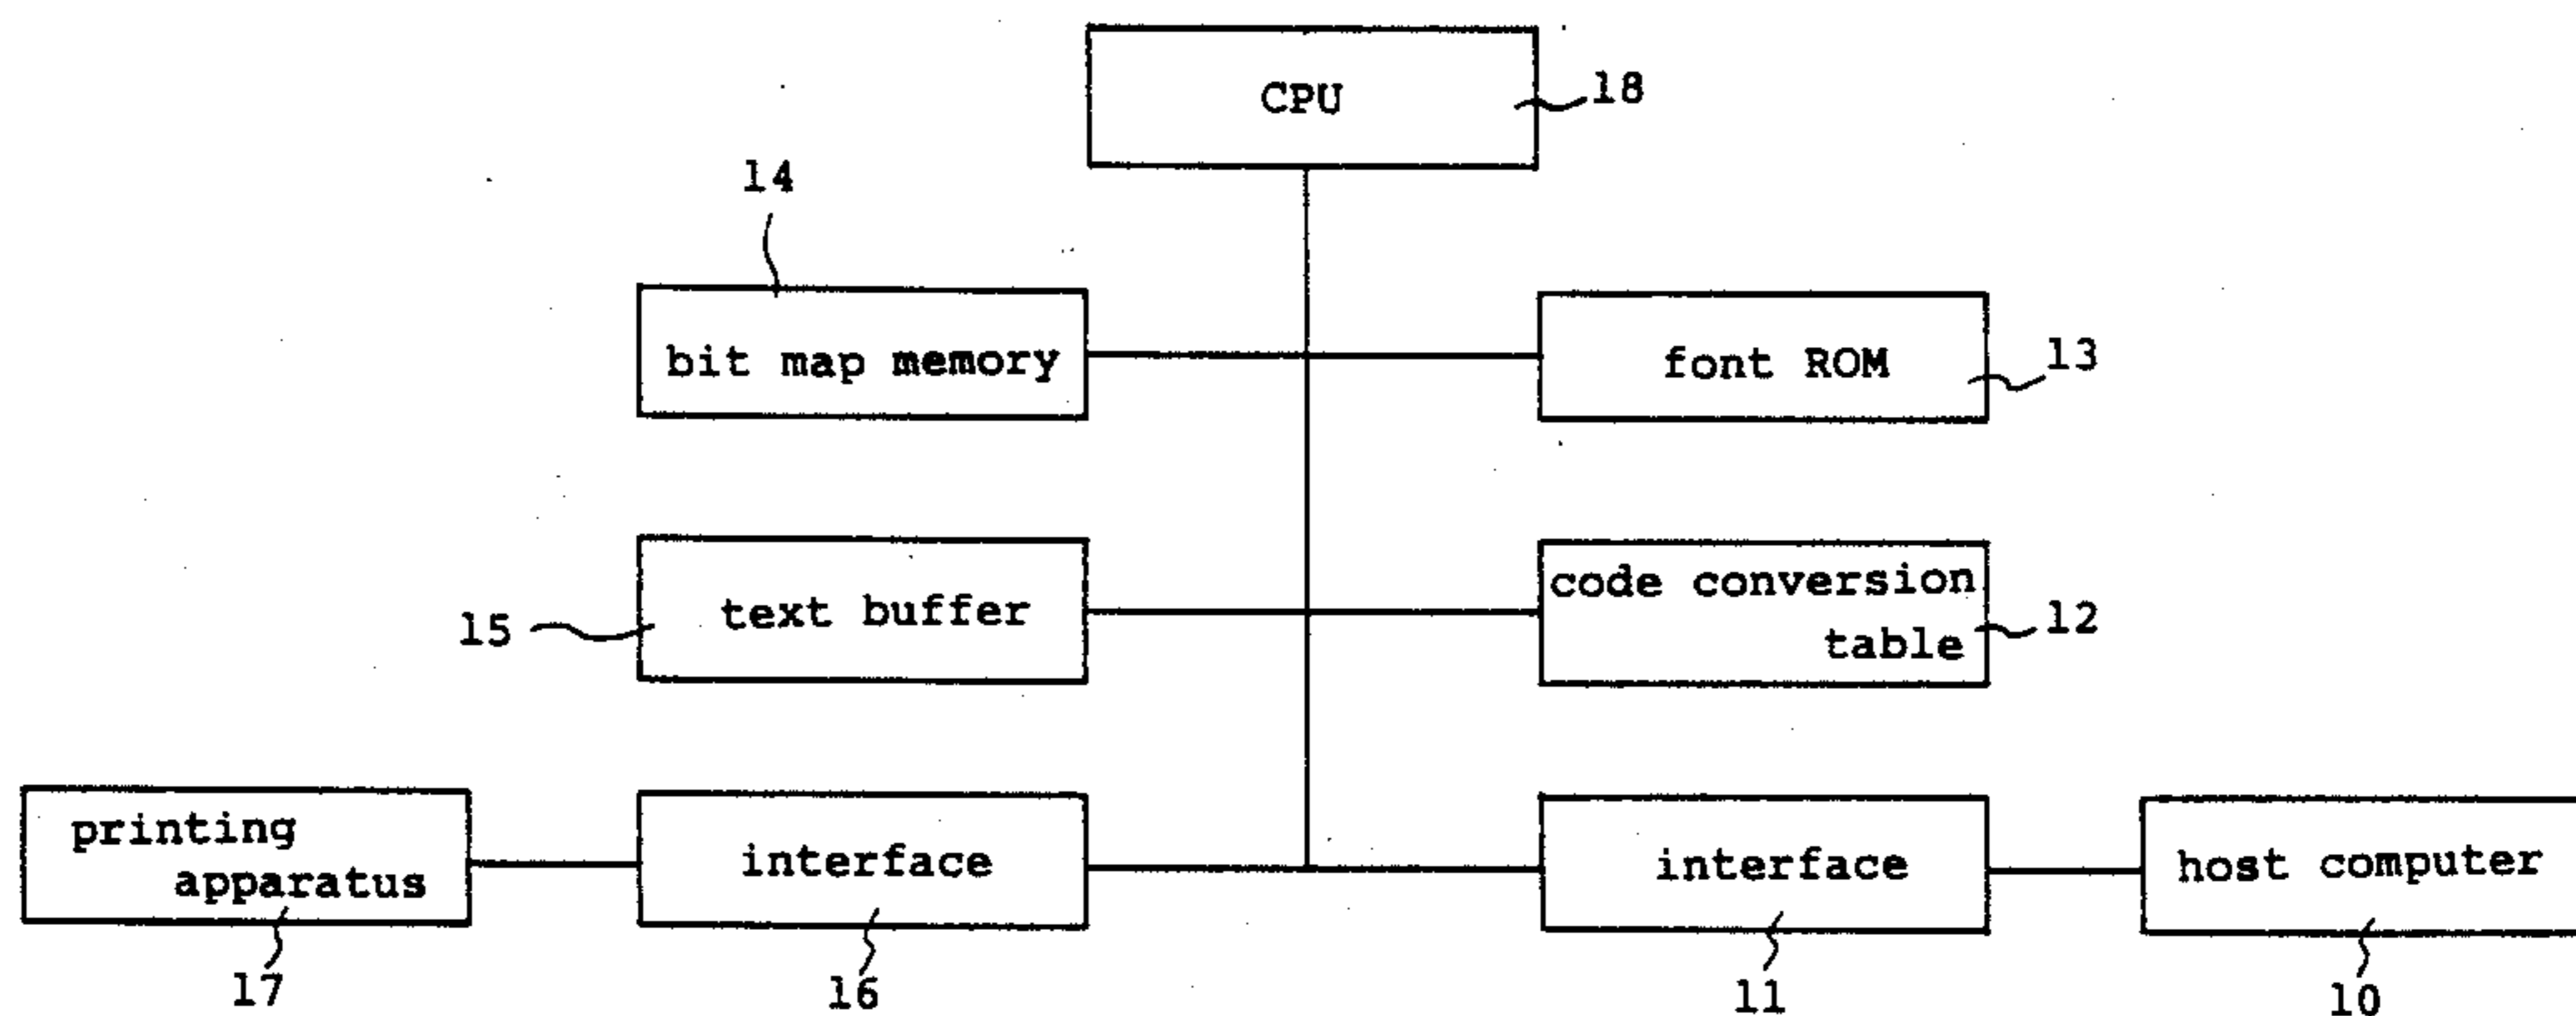 CPU
18
14
bit map memory
font ROM
13
15
text buffer
code conversion
table
12
printing
apparatus
interface
interface
host computer
17
16
11
10